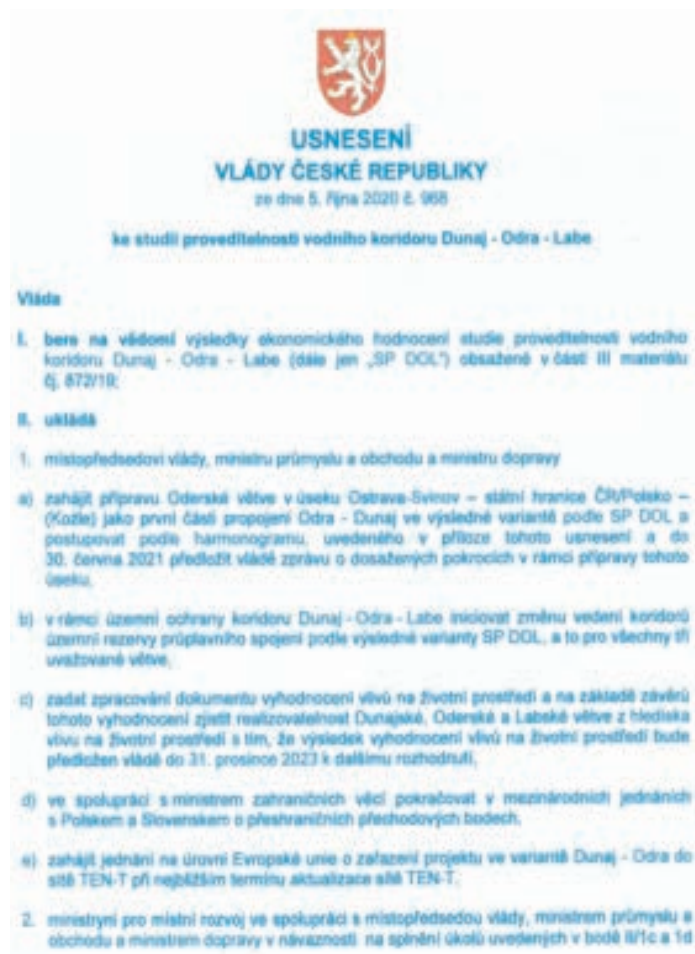 USNESENÍ
VLÁDY ČESKÉ REPUBLIKY
ze dne 5. října 2020 č. 968
ke studii proveditelnosti vodního koridoru Dunaj - Odra - Labe
Vláda
I. bere na vědomí výsledky ekonomického hodnocení studie proveditelnosti vodního
koridoru Dunaj - Odra - Labe (dále jen „SP DOL") obsažené v části III materiálu
čj. 872/19;
II. ukládá
1. místopředsedovi vlády, ministru průmyslu a obchodu a ministru dopravy
a) zahájit přípravu Oderské větve v úseku Ostrava-Svinov – státní hranice ČR/Polsko –
(Kozle) jako první části propojení Odra - Dunaj ve výsledné variantě podle SP DOL a
postupovat podle harmonogramu, uvedeného v příloze tohoto usnesení a do
30. června 2021 předložit vládě zprávu o dosažených pokrocích v rámci přípravy tohoto
úseku,
b) v rámci územní ochrany koridoru Dunaj - Odra - Labe iniciovat změnu vedení koridorů
územní rezervy průplavního spojení podle výsledné varianty SP DOL, a to pro všechny tři
uvažované větve,
c) zadat zpracování dokumentu vyhodnocení vlivů na životní prostředí a na základě závěrů
tohoto vyhodnocení zjistit realizovatelnost Dunajské, Oderské a Labské větve z hlediska
vlivu na životní prostředí s tím, že výsledek vyhodnocení vlivů na životní prostředí bude
předložen vládě do 31. prosince 2023 k dalšímu rozhodnutí,
d) ve spolupráci s ministrem zahraničních věcí pokračovat v mezinárodních jednáních
s Polskem a Slovenskem o přeshraničních přechodových bodech,
e) zahájit jednání na úrovni Evropské unie o zařazení projektu ve variantě Dunaj - Odra do
sítě TEN-T při nejbližším termínu aktualizace sítě TEN-T,
2. ministryni pro místní rozvoj ve spolupráci s místopředsedou vlády, ministrem průmyslu a
obchodu a ministrem dopravy v návaznosti na splnění úkolů uvedených v bodě II/1c a 1d